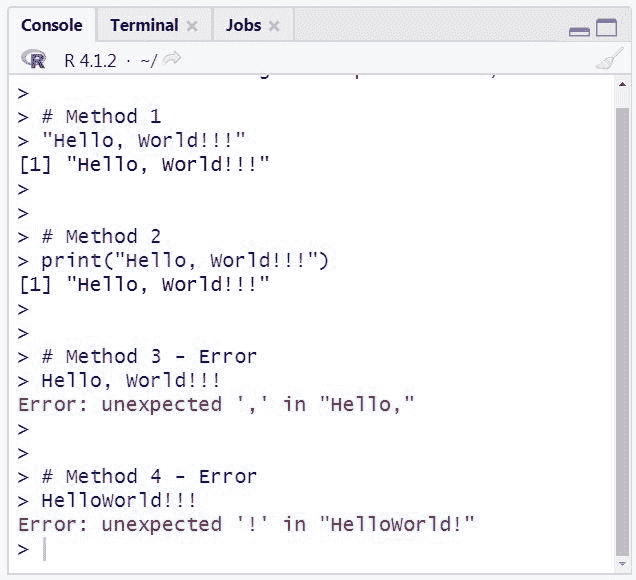 Console Terminal × Jobs ×
R R 4.1.2 · ~/
>
> # Method 1
> "Hello, World!!!"
[1] "Hello, World!!!"
>
>
> # Method 2
> print("Hello, World!!!")
[1] "Hello, World!!!"
>
>
> # Method 3 - Error
> Hello, World!!!
Error: unexpected ',' in "Hello,"
>
>
> # Method 4 - Error
> HelloWorld!!!
Error: unexpected '!' in "HelloWorld!"
>